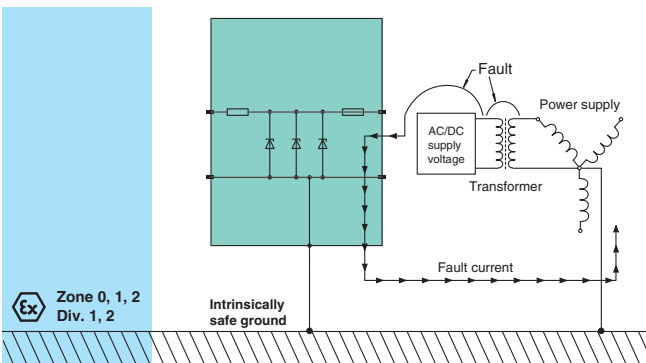 Fault
Power supply
AC/DC
supply
voltage
Transformer
Fault current
Ex
Zone 0, 1, 2
Div. 1, 2
Intrinsically
safe ground